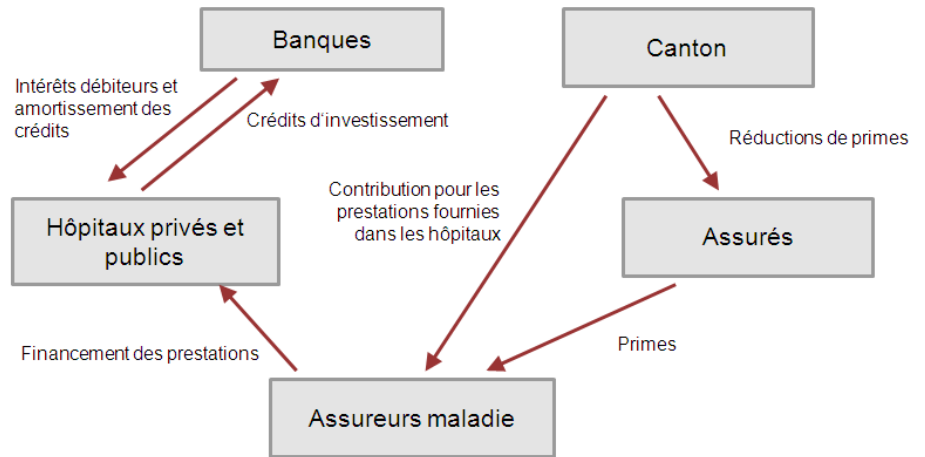 Banques
Canton
Intérêts débiteurs et
amortissement des
crédits
Crédits d'investissement
Réductions de primes
Contribution pour les
prestations fournies
dans les hôpitaux
Hôpitaux privés et
publics
Assurés
Financement des prestations
Primes
Assureurs maladie